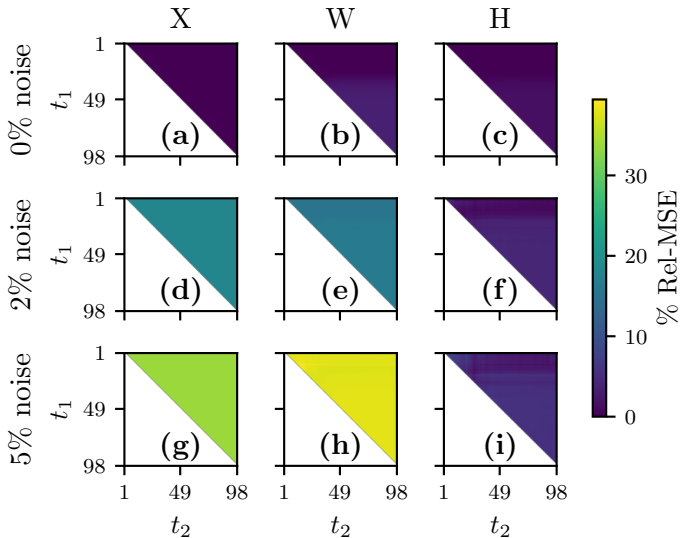 X W H
0% noise
t₁
1
49
98
(a) (b) (c)
2% noise
t₁
1
49
98
(d) (e) (f)
5% noise
t₁
1
49
98
(g) (h) (i)
1 49 98 1 49 98 1 49 98
t₂ t₂ t₂
30
20
10
0
% Rel-MSE